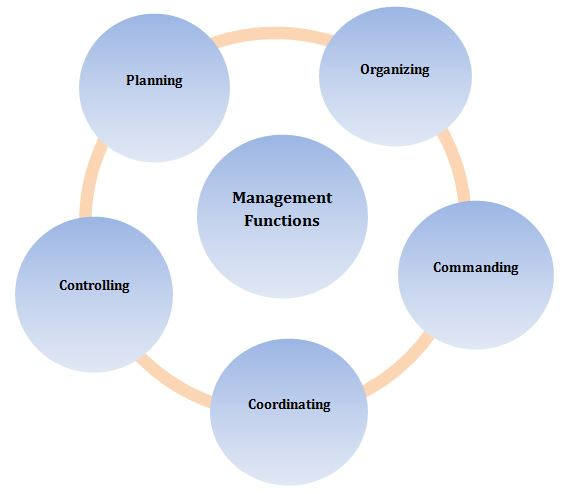 Planning
Organizing
Management
Functions
Commanding
Controlling
Coordinating